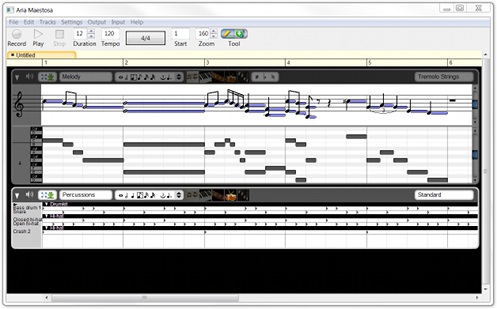 Aria Maestosa
File Edit Tracks Settings Output Input Help
Record Play Stop 12 Duration 120 Tempo 4/4 1 Start 160 Zoom Tool
Untitled
1 2 3 4 5 6
Melody Tremolo Strings
4
Percussions Standard
Drumkit
Bass drum 1
Snare
Hi-hat
Closed hi-hat
Open hi-hat
Hi-hat
Crash 2